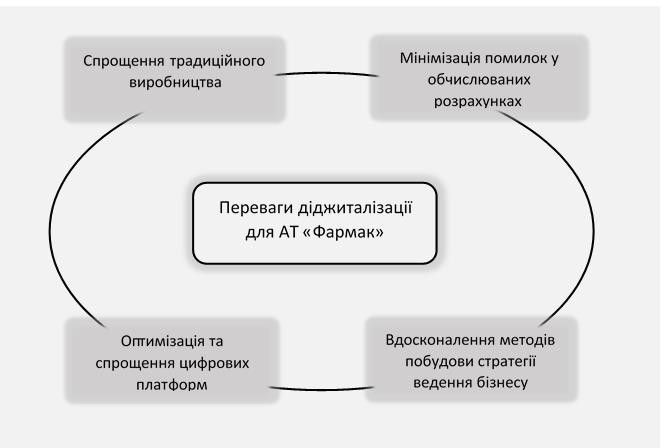 Спрощення традиційного
виробництва
Мінімізація помилок у
обчислюваних
розрахунках
Переваги діджиталізації
для АТ «Фармак»
Оптимізація та
спрощення цифрових
платформ
Вдосконалення методів
побудови стратегії
ведення бізнесу